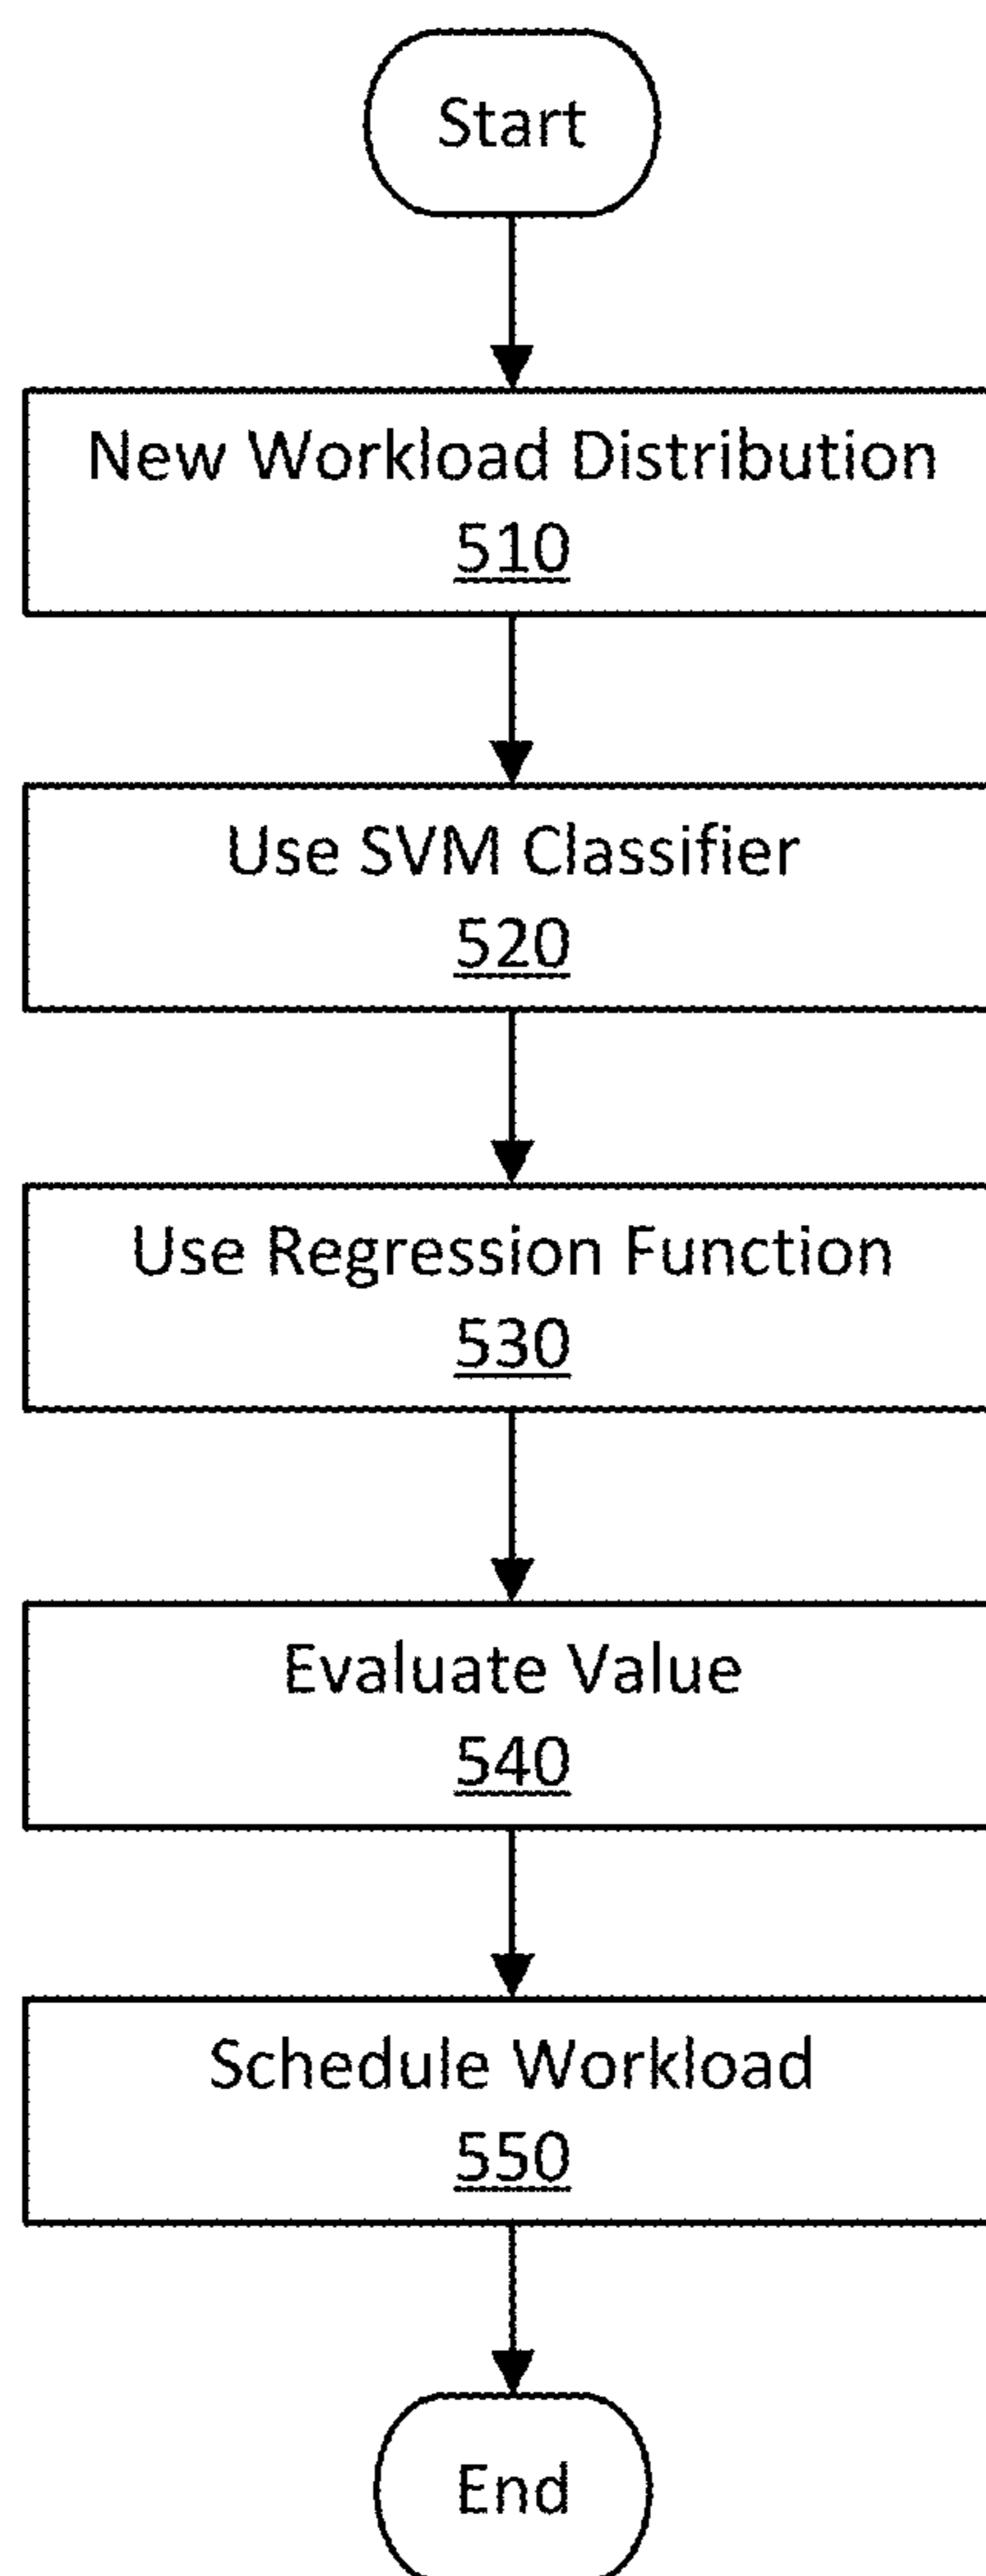 Start
New Workload Distribution
510
Use SVM Classifier
520
Use Regression Function
530
Evaluate Value
540
Schedule Workload
550
End